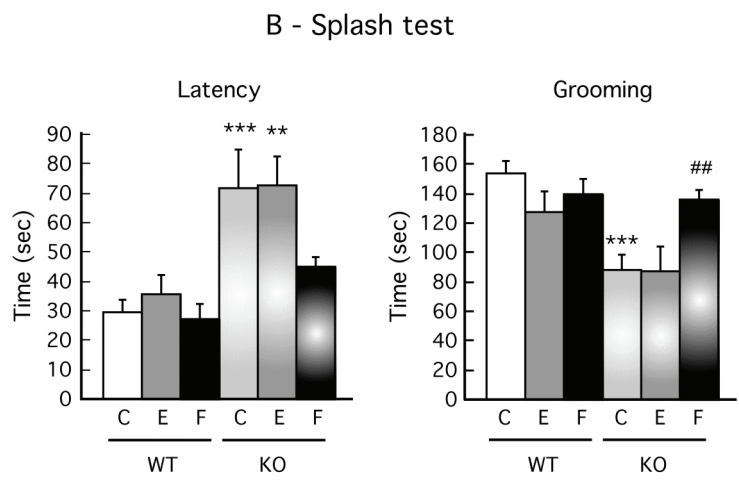 B - Splash test
Latency
Time (sec)
90
80
70
60
50
40
30
20
10
0
*** **
C E F C E F
WT KO
Grooming
Time (sec)
180
160
140
120
100
80
60
40
20
0
***
##
C E F C E F
WT KO